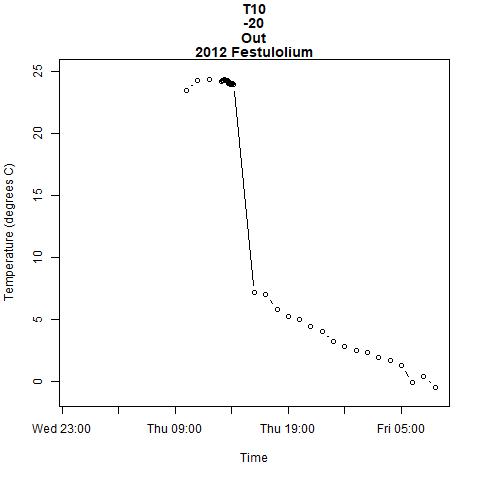 T10
-20
Out
2012 Festulolium
Temperature (degrees C)
25
20
15
10
5
0
Wed 23:00
Thu 09:00
Thu 19:00
Fri 05:00
Time